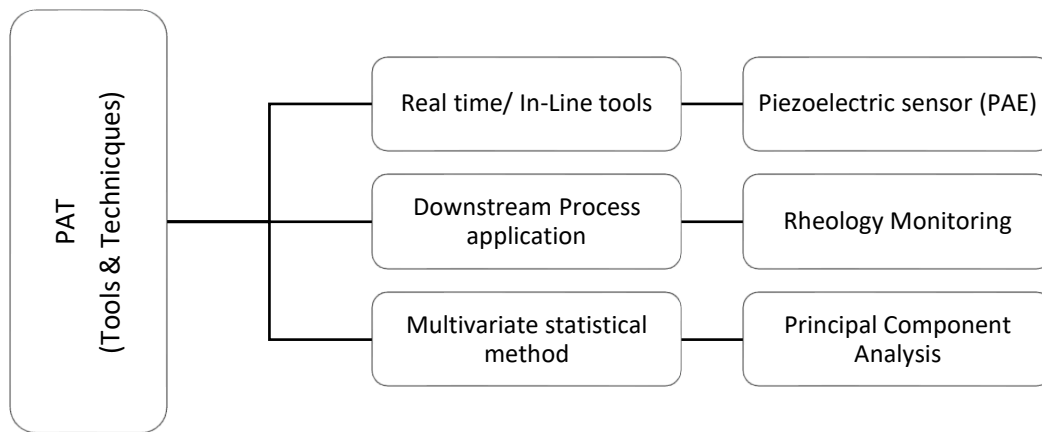 PAT
(Tools & Technicques)
Real time/ In-Line tools
Piezoelectric sensor (PAE)
Downstream Process
application
Rheology Monitoring
Multivariate statistical
method
Principal Component
Analysis